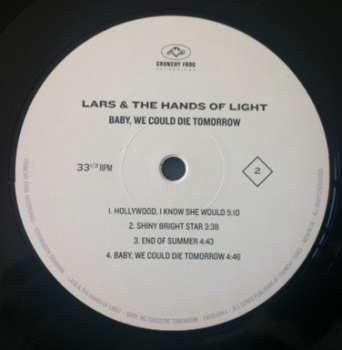 CRUNCHY FROG
RECORDINGS
LARS & THE HANDS OF LIGHT
BABY, WE COULD DIE TOMORROW
33 1/3 RPM
2
1. HOLLYWOOD, I KNOW SHE WOULD 5:10
2. SHINY BRIGHT STAR 3:38
3. END OF SUMMER 4:43
4. BABY, WE COULD DIE TOMORROW 4:46